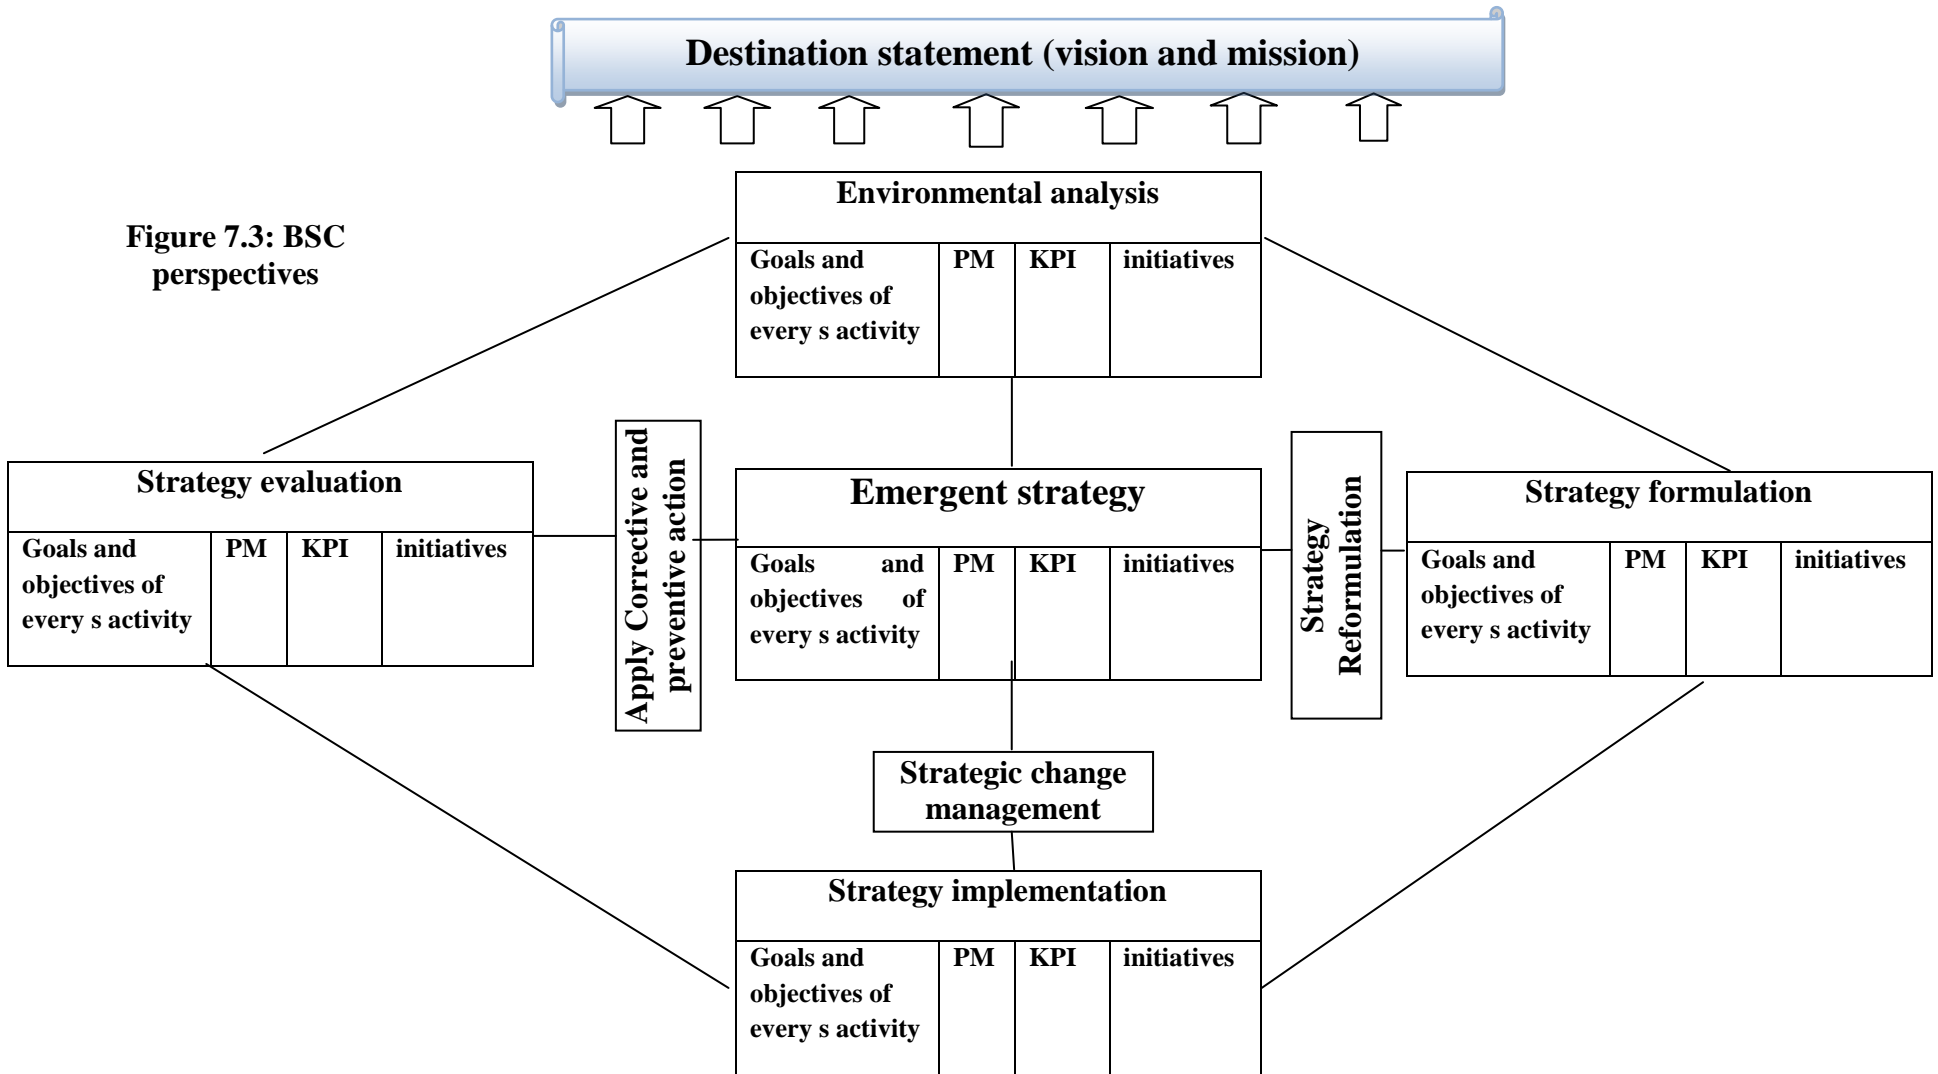 Destination statement (vision and mission)
Figure 7.3: BSC
perspectives
Environmental analysis
Goals and PM KPI initiatives
objectives of
every s activity
Strategy evaluation
Goals and PM KPI initiatives
objectives of
every s activity
Apply Corrective and
preventive action
Emergent strategy
Goals and PM KPI initiatives
objectives of
every s activity
Strategy
Reformulation
Strategy formulation
Goals and PM KPI initiatives
objectives of
every s activity
Strategic change
management
Strategy implementation
Goals and PM KPI initiatives
objectives of
every s activity